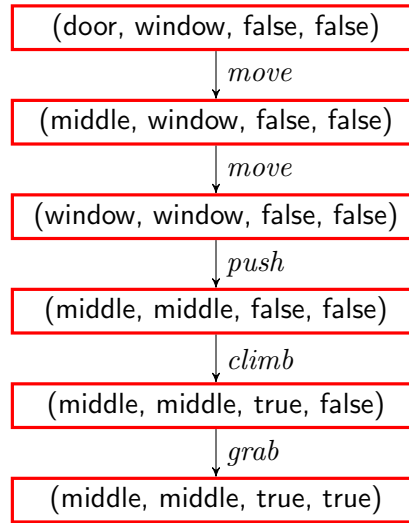 (door, window, false, false)
move
(middle, window, false, false)
move
(window, window, false, false)
push
(middle, middle, false, false)
climb
(middle, middle, true, false)
grab
(middle, middle, true, true)